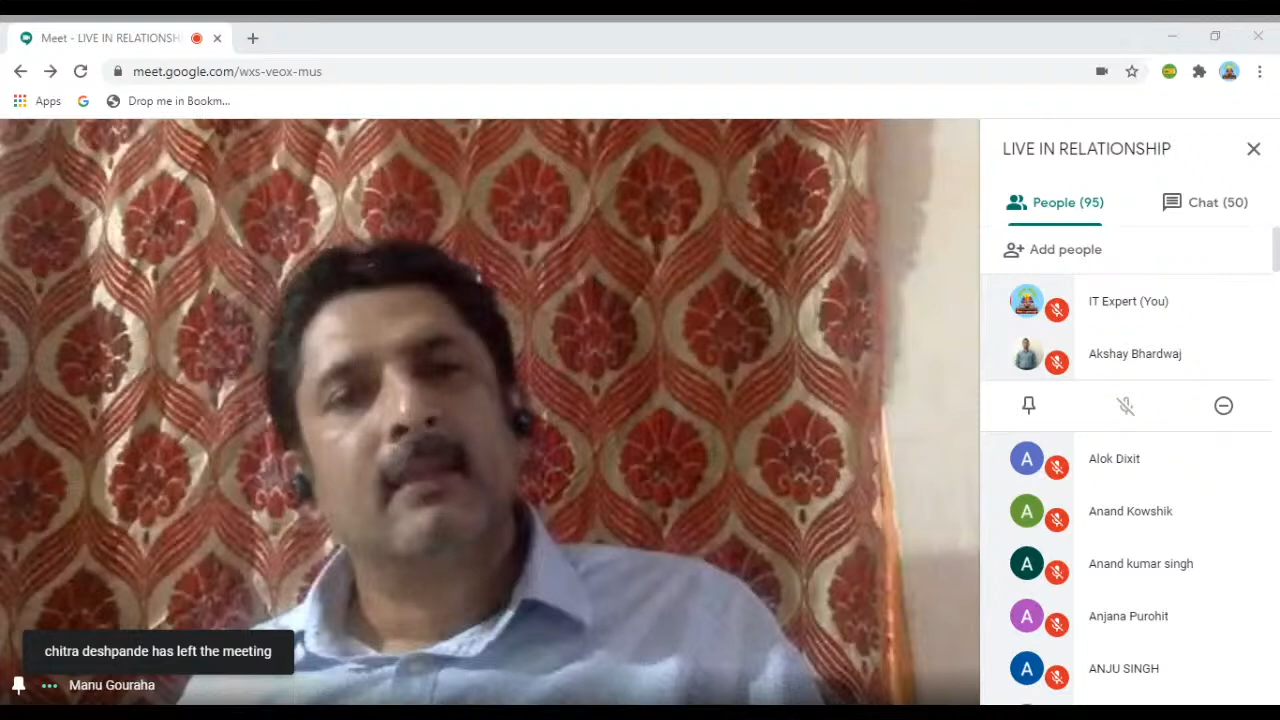 Meet - LIVE IN RELATIONSH
meet.google.com/wxs-veox-mus
Apps
Drop me in Bookm...
LIVE IN RELATIONSHIP
People (95)
Chat (50)
Add people
IT Expert (You)
Akshay Bhardwaj
A Alok Dixit
A Anand Kowshik
A Anand kumar singh
A Anjana Purohit
A ANJU SINGH
chitra deshpande has left the meeting
Manu Gouraha